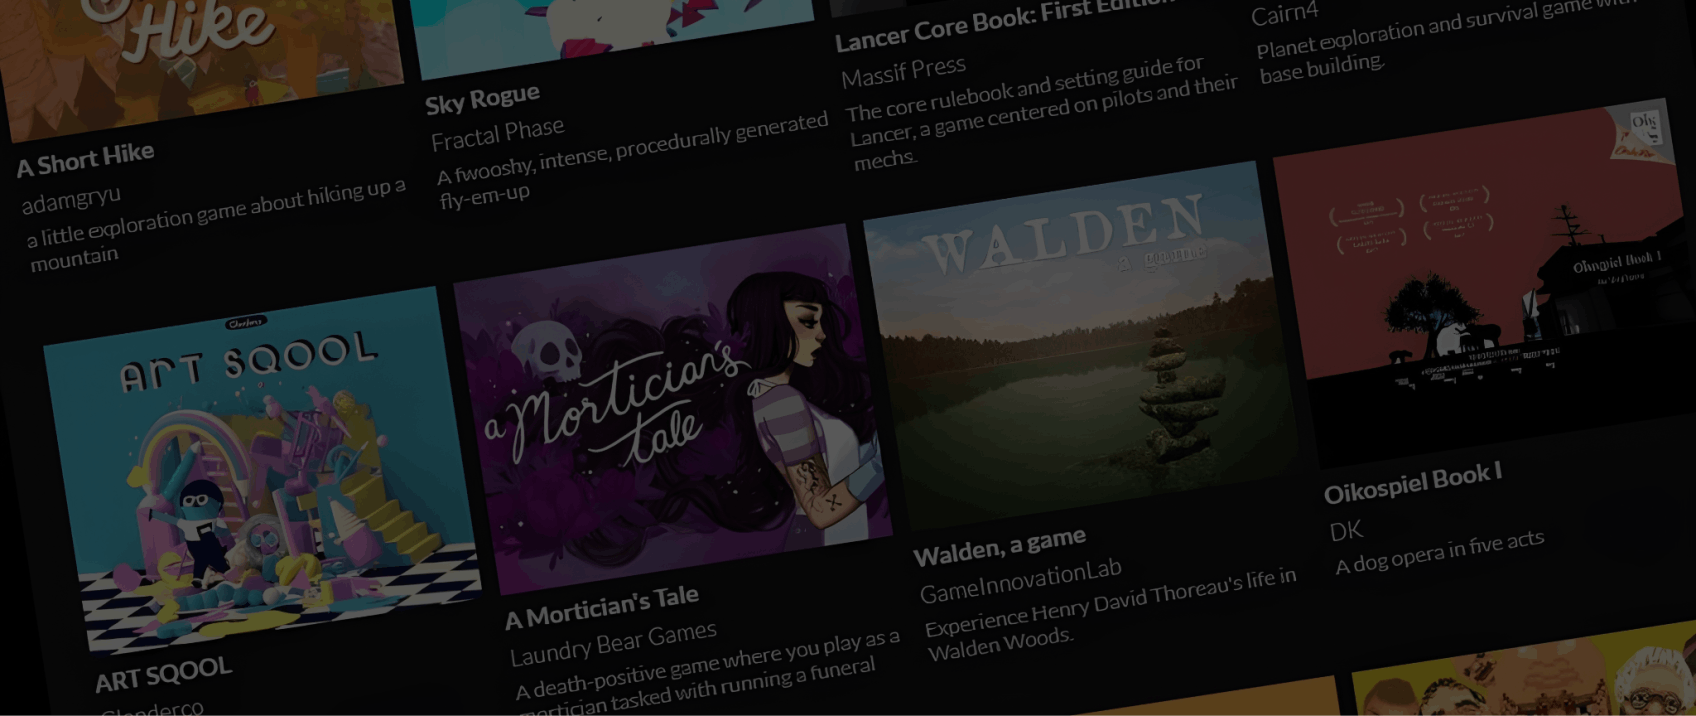 Hike
A Short Hike
adamgryu
a little exploration game about hiking up a
mountain
Sky Rogue
Fractal Phase
A fwooshy, intense, procedurally generated
fly-em-up
Lancer Core Book: First Edition
Massif Press
The core rulebook and setting guide for
Lancer, a game centered on pilots and their
mechs.
Cairn4
Planet exploration and survival game with
base building.
ART SQOOL
ART SQOOL
Glanderco
a Mortician's
tale
A Mortician's Tale
Laundry Bear Games
A death-positive game where you play as a
mortician tasked with running a funeral
WALDEN
a game
Walden, a game
GameInnovationLab
Experience Henry David Thoreau's life in
Walden Woods.
Oikospiel Book I
DK
A dog opera in five acts